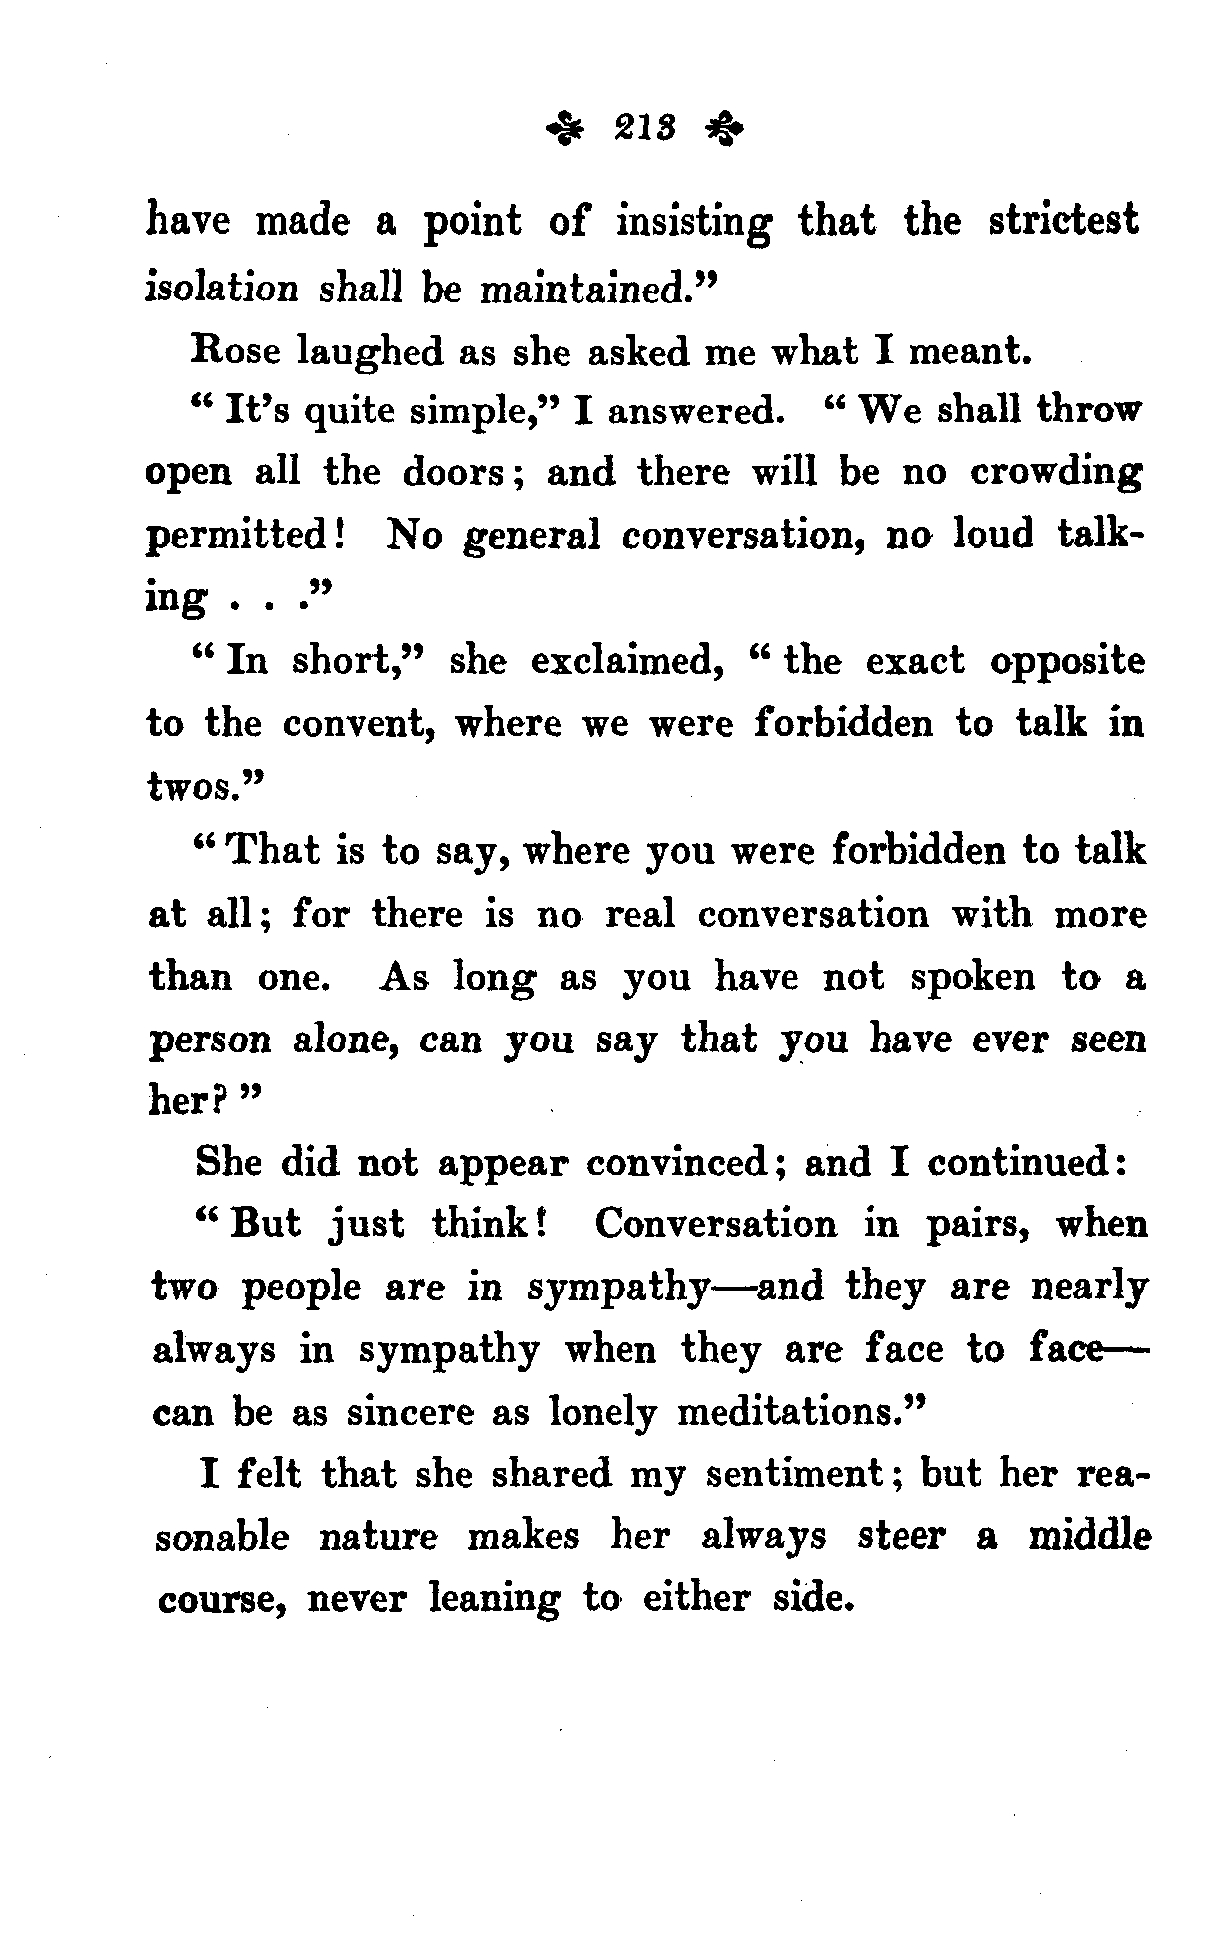 213
have made a point of insisting that the strictest
isolation shall be maintained."
Rose laughed as she asked me what I meant.
"It's quite simple," I answered. "We shall throw
open all the doors; and there will be no crowding
permitted! No general conversation, no loud talk-
ing . . ."
"In short," she exclaimed, "the exact opposite
to the convent, where we were forbidden to talk in
twos."
"That is to say, where you were forbidden to talk
at all; for there is no real conversation with more
than one. As long as you have not spoken to a
person alone, can you say that you have ever seen
her?"
She did not appear convinced; and I continued:
"But just think! Conversation in pairs, when
two people are in sympathy—and they are nearly
always in sympathy when they are face to face—
can be as sincere as lonely meditations."
I felt that she shared my sentiment; but her rea-
sonable nature makes her always steer a middle
course, never leaning to either side.